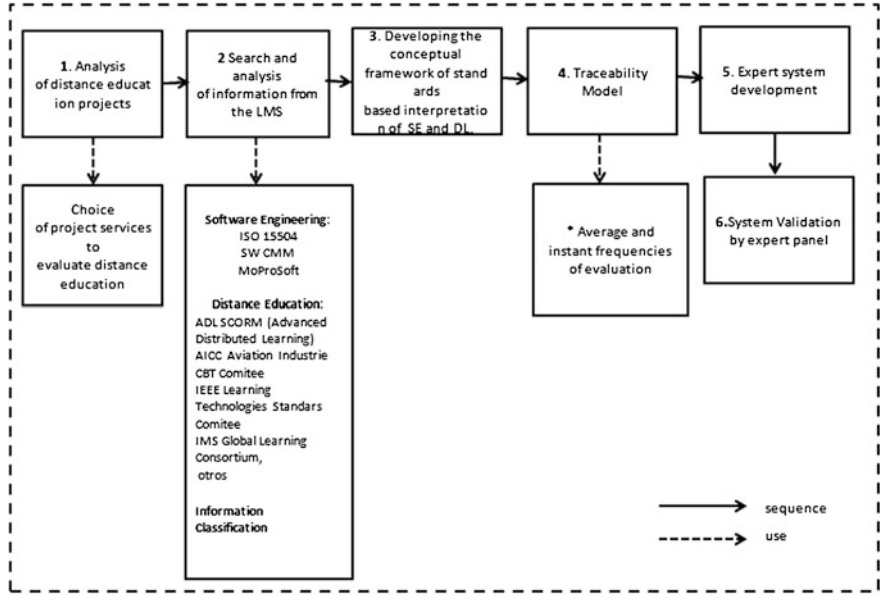 1. Analysis
of distance educat
ion projects
2 Search and
analysis
of information from
the LMS
3. Developing the
conceptual
framework of stand
ards
based interpretatio
n of SE and DL.
4. Traceability
Model
5. Expert system
development
Choice
of project services
to
evaluate distance
education
Software Engineering:
ISO 15504
SW CMM
MoProSoft
Distance Education:
ADL SCORM (Advanced
Distributed Learning)
AICC Aviation Industrie
CBT Comitee
IEEE Learning
Technologies Standars
Comitee
IMS Global Learning
Consortium,
otros
Information
Classification
* Average and
instant frequencies
of evaluation
6.System Validation
by expert panel
sequence
use